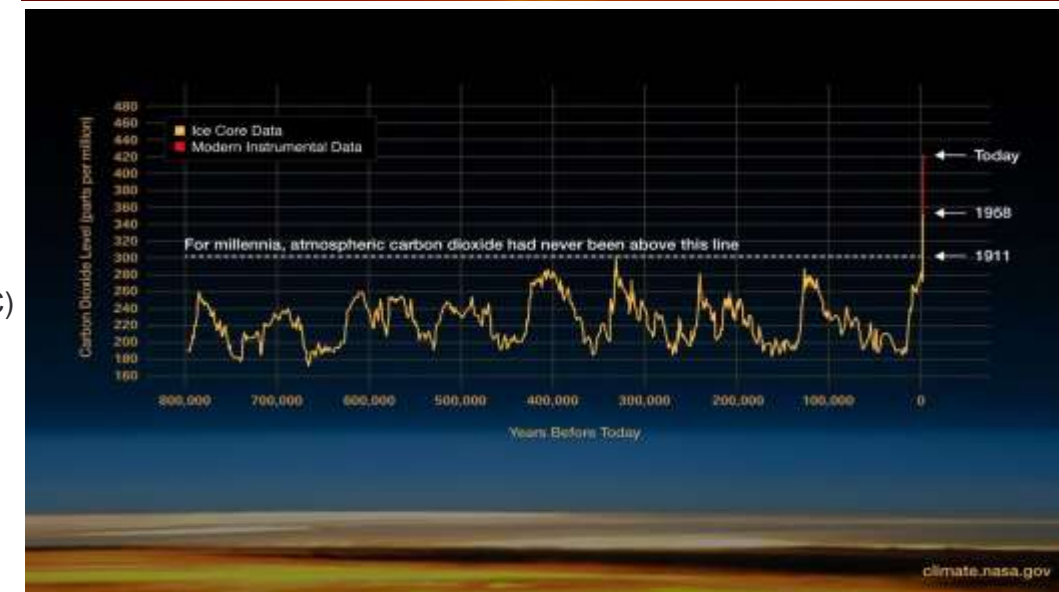 C)
480
460
440
420
400
380
360
340
320
300
280
260
240
220
200
180
160
Carbon Dioxide Level (parts per million)
Ice Core Data
Modern Instrumental Data
For millennia, atmospheric carbon dioxide had never been above this line
Today
1968
1911
800,000 700,000 600,000 500,000 400,000 300,000 200,000 100,000 0
Years Before Today
climate.nasa.gov